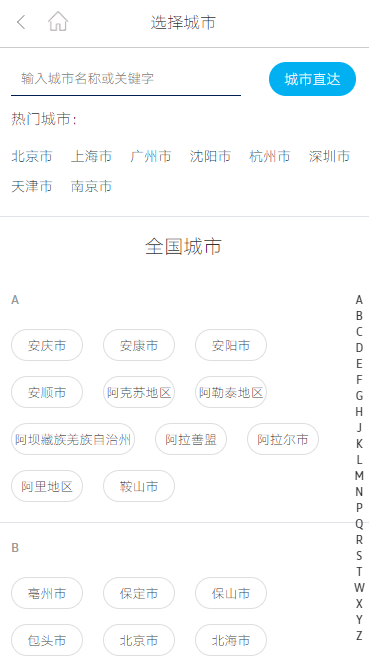 选择城市
输入城市名称或关键字 城市直达
热门城市：
北京市 上海市 广州市 沈阳市 杭州市 深圳市
天津市 南京市
全国城市
A
安庆市 安康市 安阳市
安顺市 阿克苏地区 阿勒泰地区
阿坝藏族羌族自治州 阿拉善盟 阿拉尔市
阿里地区 鞍山市
B
亳州市 保定市 保山市
包头市 北京市 北海市
A
B
C
D
E
F
G
H
J
K
L
M
N
P
Q
R
S
T
W
X
Y
Z